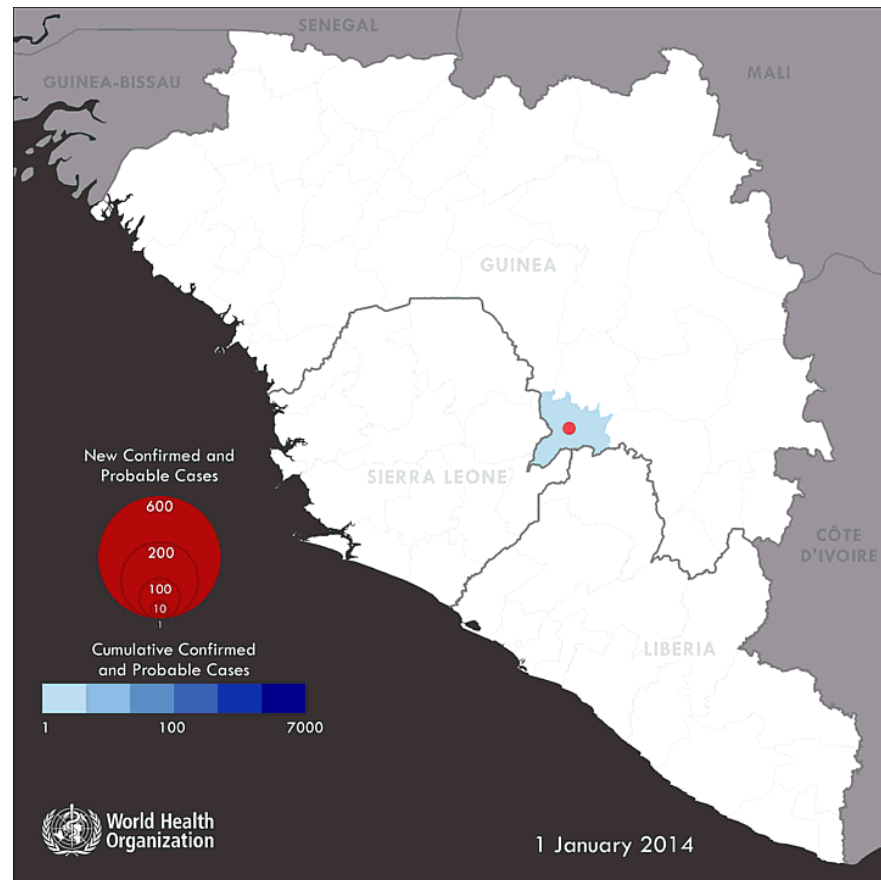 SENEGAL
GUINEA-BISSAU
MALI
GUINEA
SIERRA LEONE
CÔTE
D'IVOIRE
LIBERIA
New Confirmed and
Probable Cases
600
200
100
10
1
Cumulative Confirmed
and Probable Cases
1 100 7000
World Health
Organization
1 January 2014